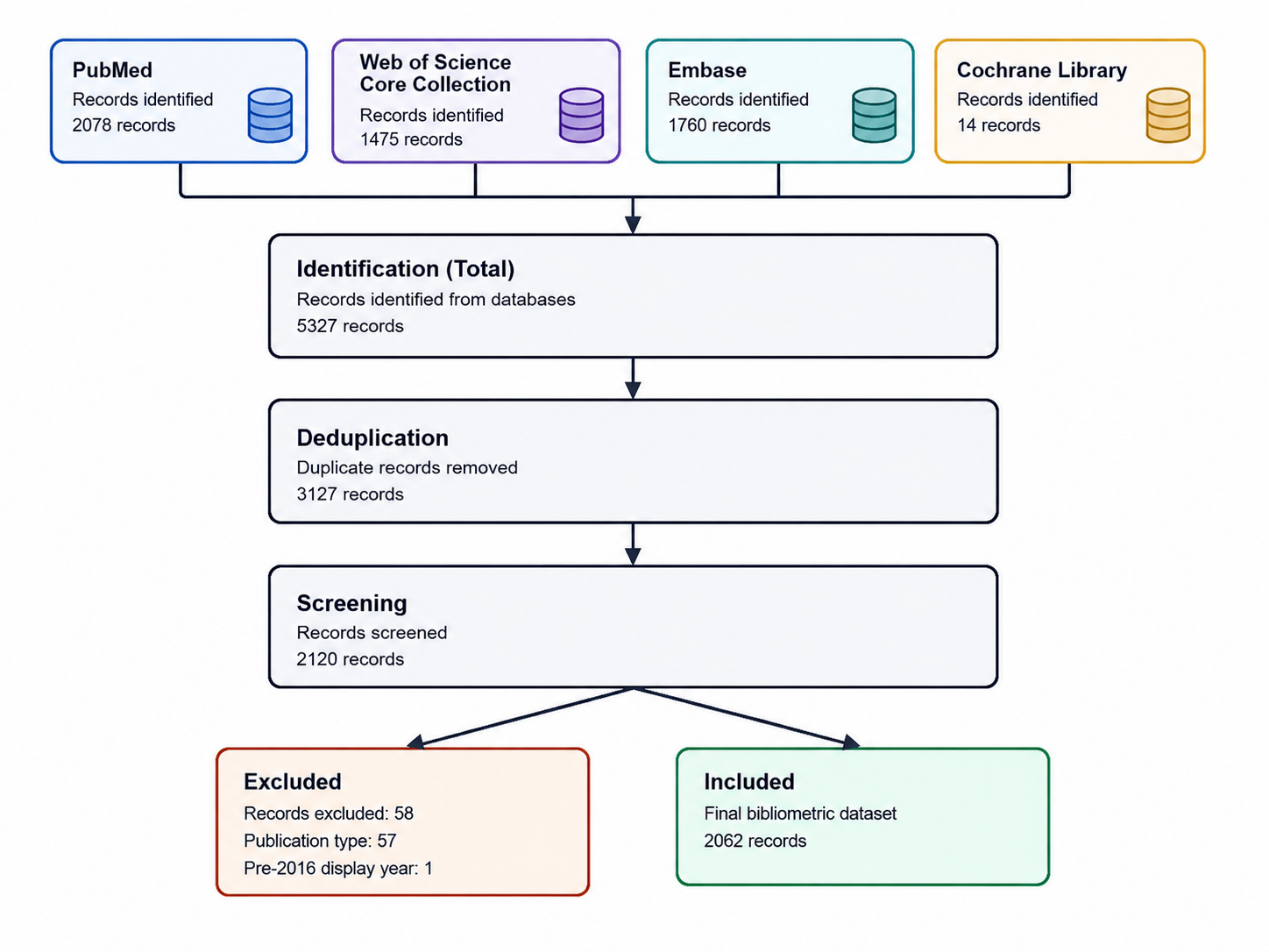 PubMed
Records identified
2078 records
Web of Science
Core Collection
Records identified
1475 records
Embase
Records identified
1760 records
Cochrane Library
Records identified
14 records
Identification (Total)
Records identified from databases
5327 records
Deduplication
Duplicate records removed
3127 records
Screening
Records screened
2120 records
Excluded
Records excluded: 58
Publication type: 57
Pre-2016 display year: 1
Included
Final bibliometric dataset
2062 records